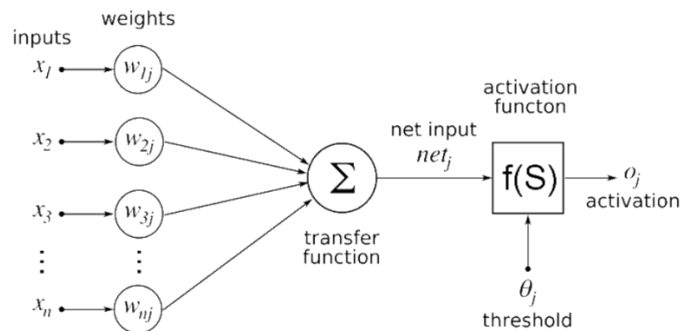 weights
inputs
x₁
w₁ⱼ
x₂
w₂ⱼ
x₃
w₃ⱼ
⋮
⋮
xₙ
wₙⱼ
Σ
transfer
function
net input
netⱼ
activation
functon
f(S)
oⱼ
activation
θⱼ
threshold